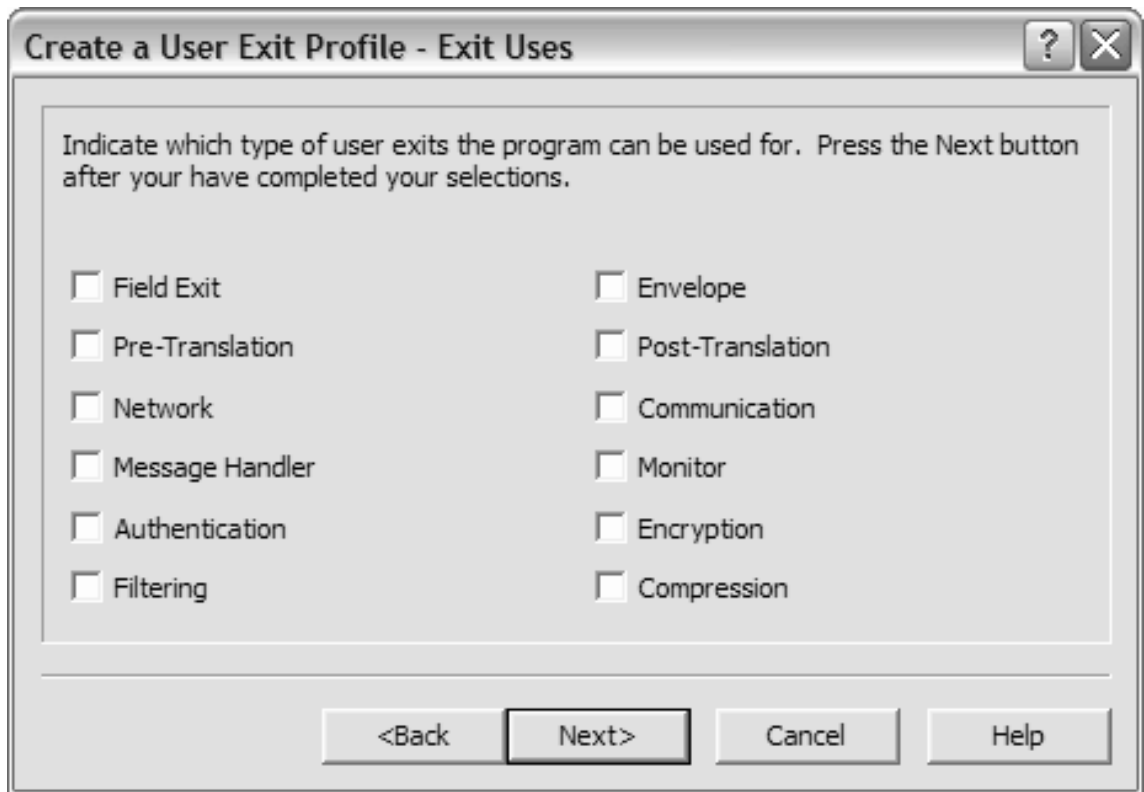 Create a User Exit Profile - Exit Uses
?
Indicate which type of user exits the program can be used for.  Press the Next button
after your have completed your selections.
Field Exit
Envelope
Pre-Translation
Post-Translation
Network
Communication
Message Handler
Monitor
Authentication
Encryption
Filtering
Compression
<Back
Next>
Cancel
Help